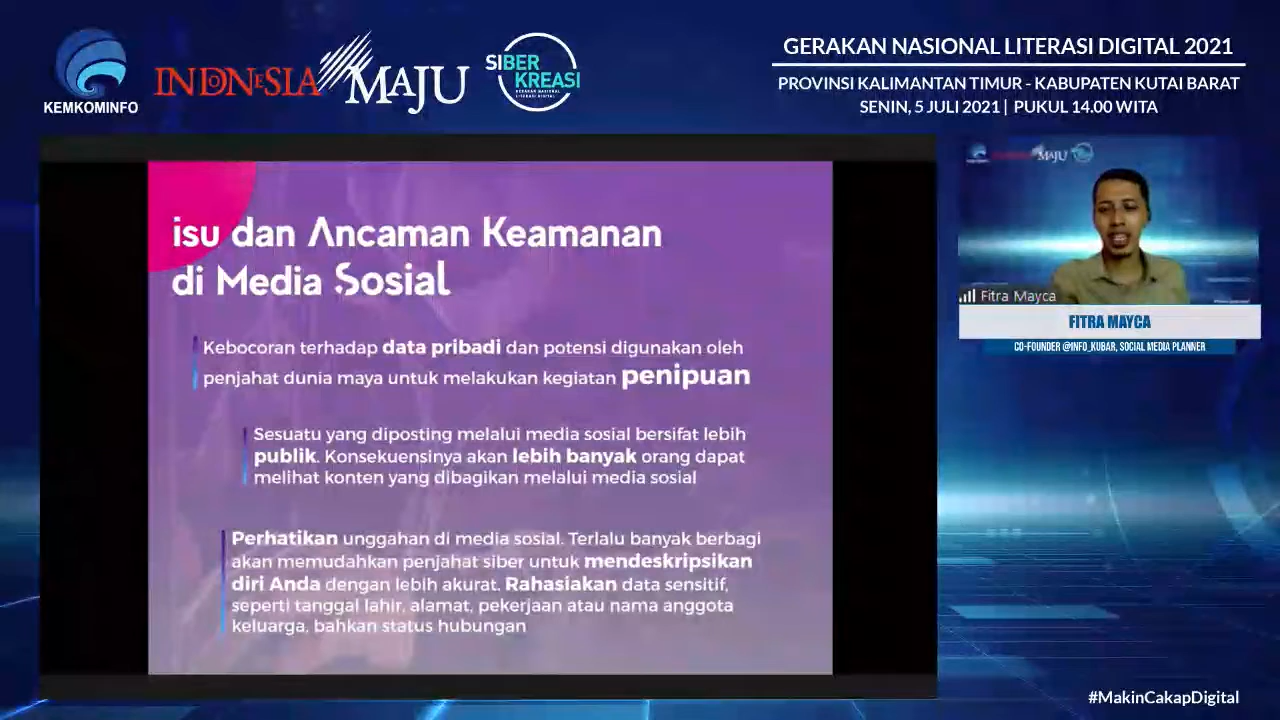 KEMKOMINFO
INDONESIA MAJU
SIBER
KREASI
GERAKAN NASIONAL
LITERASI DIGITAL
GERAKAN NASIONAL LITERASI DIGITAL 2021
PROVINSI KALIMANTAN TIMUR - KABUPATEN KUTAI BARAT
SENIN, 5 JULI 2021 | PUKUL 14.00 WITA
isu dan Ancaman Keamanan
di Media Sosial
Kebocoran terhadap data pribadi dan potensi digunakan oleh
penjahat dunia maya untuk melakukan kegiatan penipuan
Sesuatu yang diposting melalui media sosial bersifat lebih
publik. Konsekuensinya akan lebih banyak orang dapat
melihat konten yang dibagikan melalui media sosial
Perhatikan unggahan di media sosial. Terlalu banyak berbagi
akan memudahkan penjahat siber untuk mendeskripsikan
diri Anda dengan lebih akurat. Rahasiakan data sensitif,
seperti tanggal lahir, alamat, pekerjaan atau nama anggota
keluarga, bahkan status hubungan
MAJU
Fitra Mayca
FITRA MAYCA
CO-FOUNDER @INFO_KUBAR, SOCIAL MEDIA PLANNER
#MakinCakapDigital